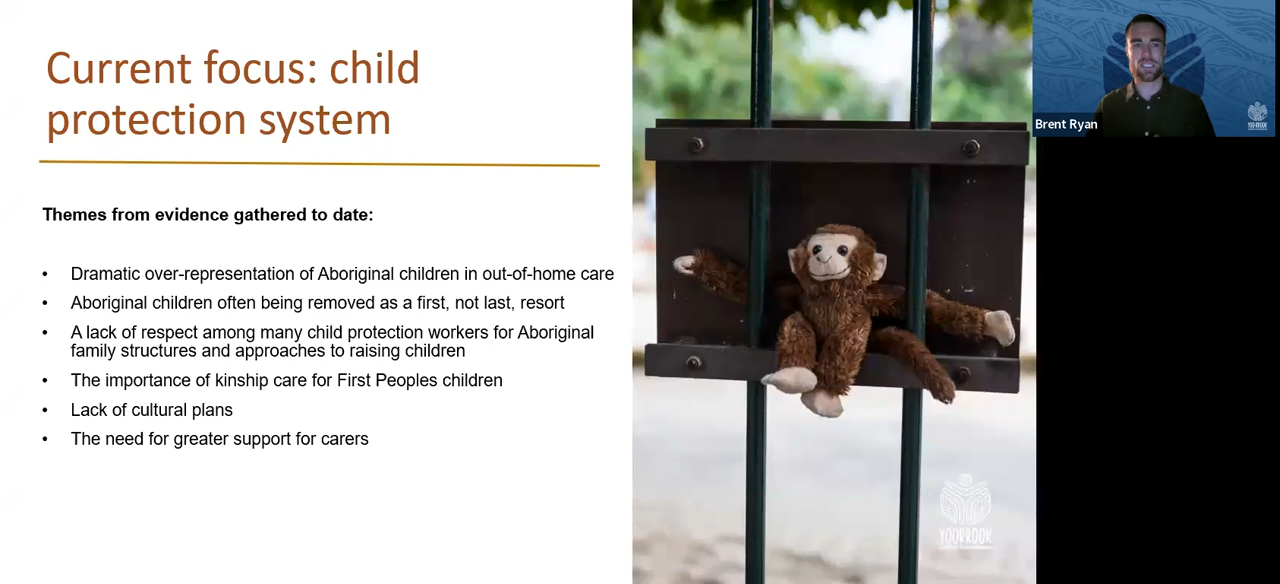 Current focus: child
protection system
Themes from evidence gathered to date:
• Dramatic over-representation of Aboriginal children in out-of-home care
• Aboriginal children often being removed as a first, not last, resort
• A lack of respect among many child protection workers for Aboriginal
family structures and approaches to raising children
• The importance of kinship care for First Peoples children
• Lack of cultural plans
• The need for greater support for carers
YOORROOK
Brent Ryan
YOORROOK